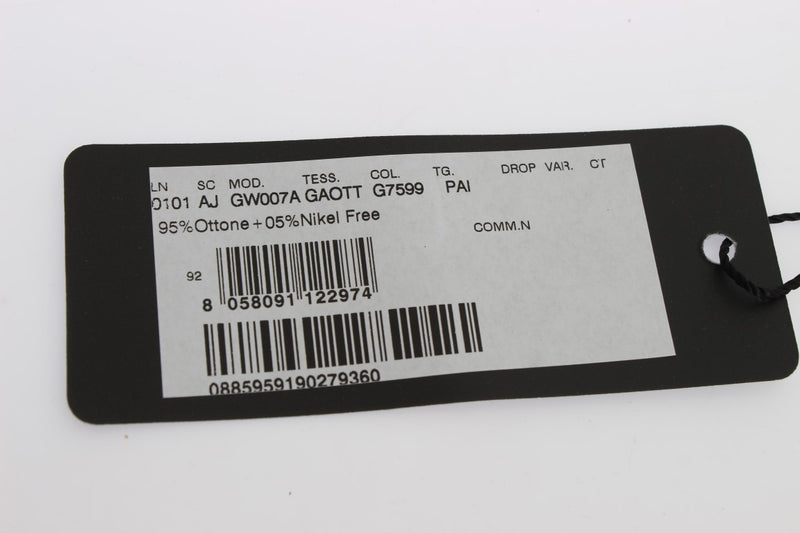 LN SC MOD. TESS. COL. TG. DROP VAR. CT
0101 AJ GW007A GAOTT G7599 PAI
95%Ottone+05%Nikel Free
COMM.N
92
8 058091 122974
0885959190279360